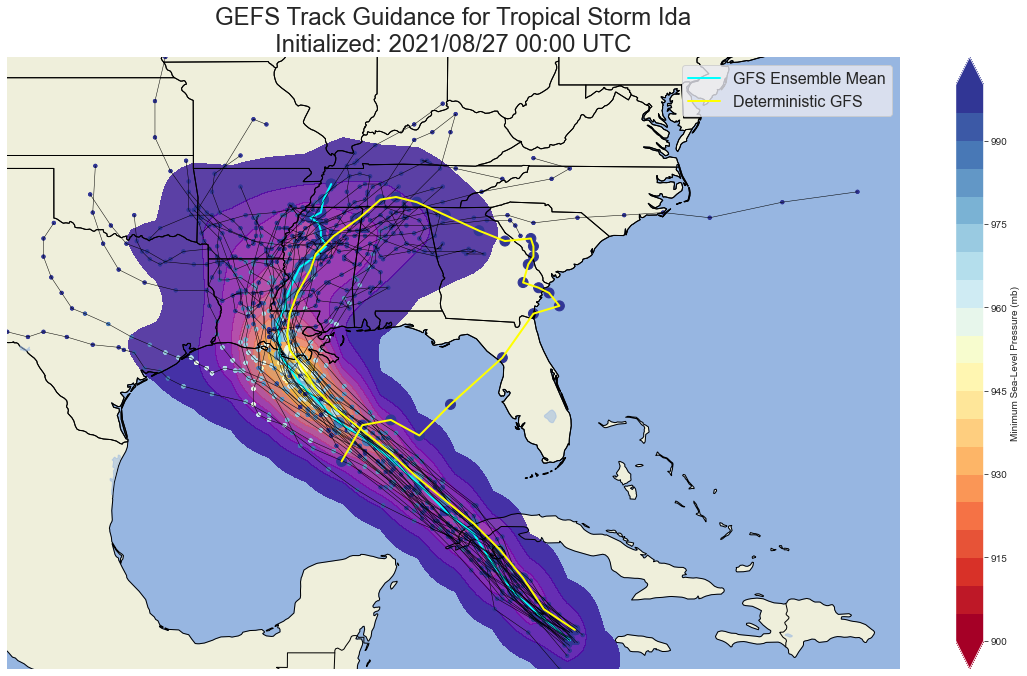 GEFS Track Guidance for Tropical Storm Ida
Initialized: 2021/08/27 00:00 UTC
GFS Ensemble Mean
Deterministic GFS
990
975
960
945
930
915
900
Minimum Sea-Level Pressure (mb)